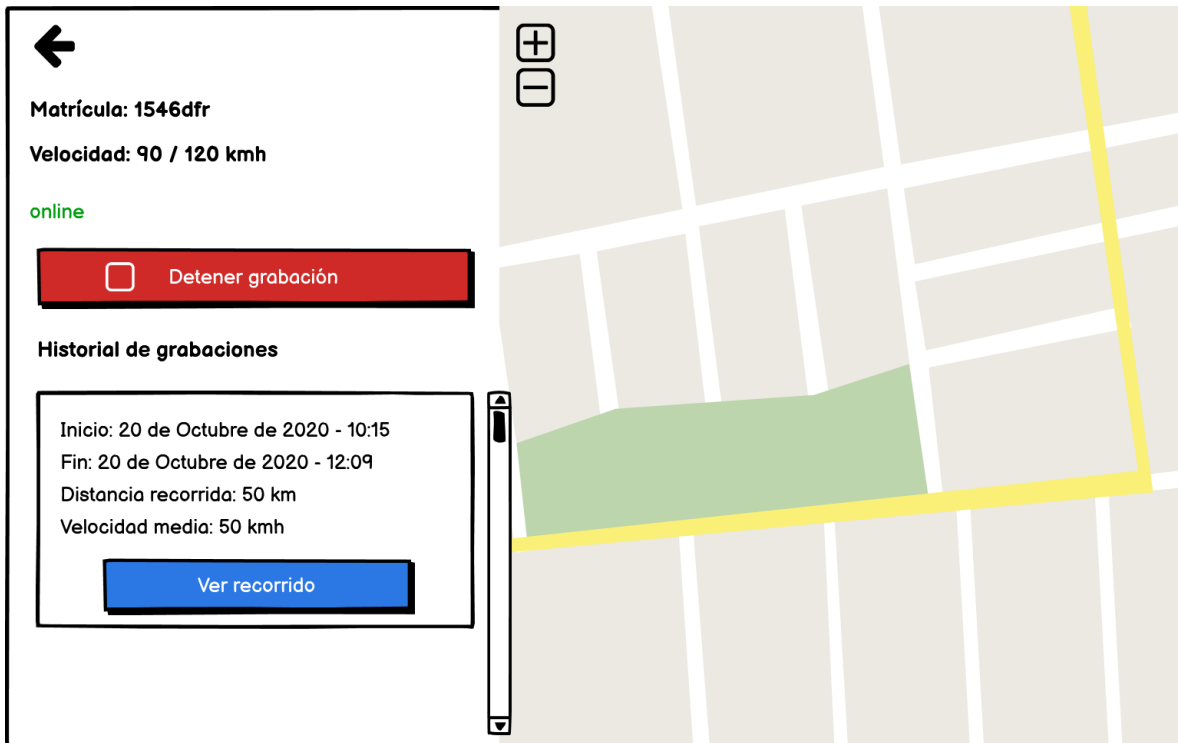 Matrícula: 1546dfr
Velocidad: 90 / 120 kmh
online
Detener grabación
Historial de grabaciones
Inicio: 20 de Octubre de 2020 - 10:15
Fin: 20 de Octubre de 2020 - 12:09
Distancia recorrida: 50 km
Velocidad media: 50 kmh
Ver recorrido